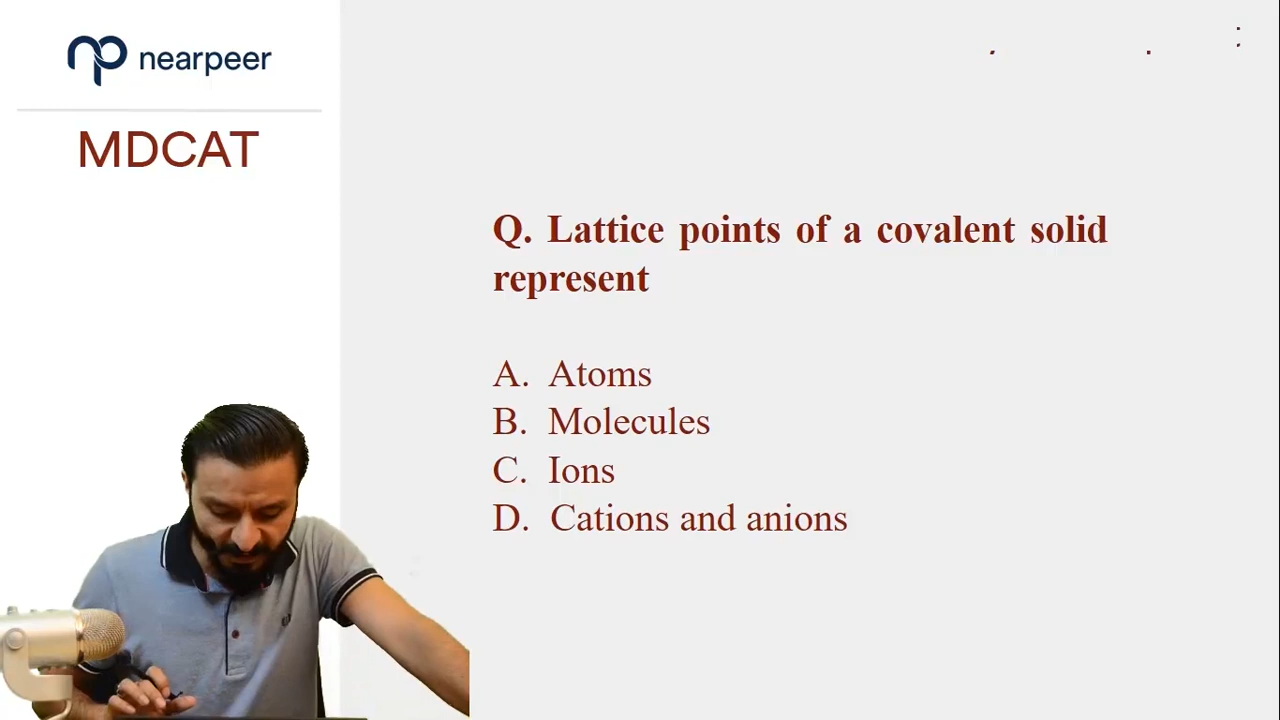 nearpeer
MDCAT
Q. Lattice points of a covalent solid
represent
A. Atoms
B. Molecules
C. Ions
D. Cations and anions